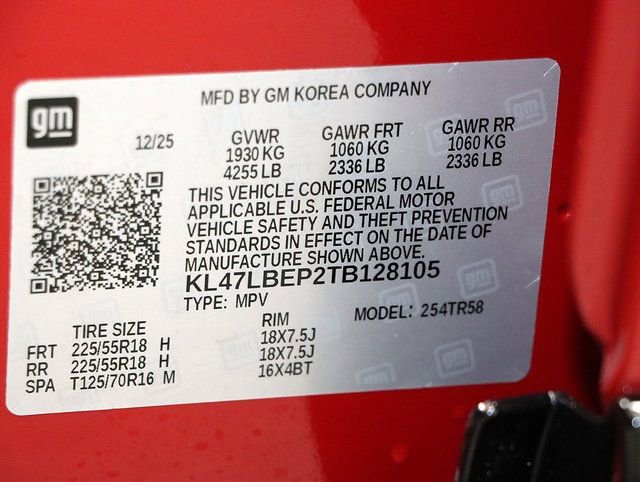 gm
MFD BY GM KOREA COMPANY
12/25
GVWR GAWR FRT GAWR RR
1930 KG 1060 KG 1060 KG
4255 LB 2336 LB 2336 LB
THIS VEHICLE CONFORMS TO ALL
APPLICABLE U.S. FEDERAL MOTOR
VEHICLE SAFETY AND THEFT PREVENTION
STANDARDS IN EFFECT ON THE DATE OF
MANUFACTURE SHOWN ABOVE.
KL47LBEP2TB128105
TYPE: MPV MODEL: 254TR58
TIRE SIZE RIM
FRT 225/55R18 H 18X7.5J
RR 225/55R18 H 18X7.5J
SPA T125/70R16 M 16X4BT